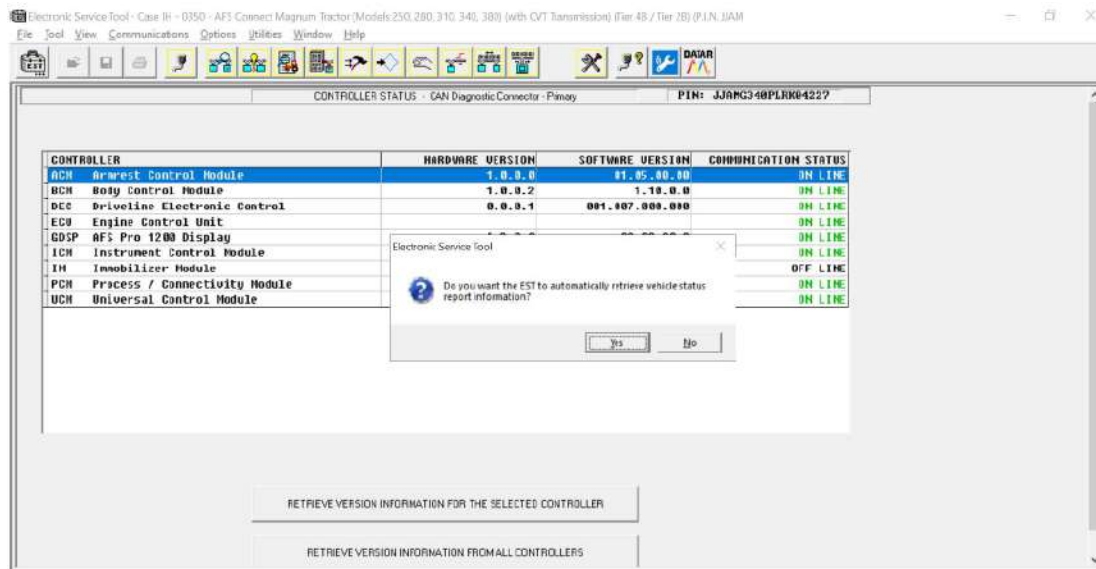 Electronic Service Tool - Case IH - 0350 - AFS Connect Magnum Tractor (Models 250, 280, 310, 340, 380) (with CVT Transmission) (Tier 4B / Tier 2B) (P.I.N. JJAM
File Tool View Communications Options Utilities Window Help
EST
DATAR
CONTROLLER STATUS - CAN Diagnostic Connector - Primary PIN: JJAMG340PLRK04227
CONTROLLER HARDWARE VERSION SOFTWARE VERSION COMMUNICATION STATUS
ACM Armrest Control Module 1.0.0.0 01.05.00.00 ON LINE
BCM Body Control Module 1.0.0.2 1.10.0.0 ON LINE
DEC Driveline Electronic Control 0.0.0.1 001.007.000.000 ON LINE
ECU Engine Control Unit ON LINE
GDSP AFS Pro 1200 Display ON LINE
ICM Instrument Control Module ON LINE
IM Immobilizer Module OFF LINE
PCM Process / Connectivity Module ON LINE
UCM Universal Control Module ON LINE
Electronic Service Tool
Do you want the EST to automatically retrieve vehicle status
report information?
Yes No
RETRIEVE VERSION INFORMATION FOR THE SELECTED CONTROLLER
RETRIEVE VERSION INFORMATION FROM ALL CONTROLLERS